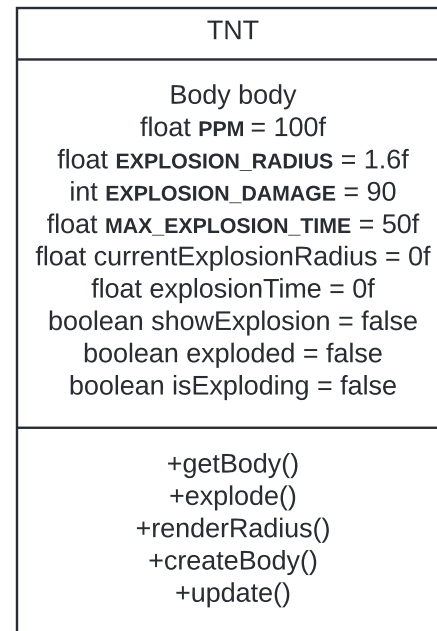 TNT
Body body
float PPM = 100f
float EXPLOSION_RADIUS = 1.6f
int EXPLOSION_DAMAGE = 90
float MAX_EXPLOSION_TIME = 50f
float currentExplosionRadius = 0f
float explosionTime = 0f
boolean showExplosion = false
boolean exploded = false
boolean isExploding = false
+getBody()
+explode()
+renderRadius()
+createBody()
+update()